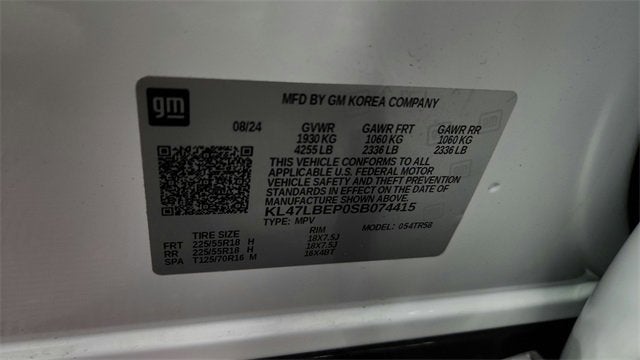 gm
MFD BY GM KOREA COMPANY
08/24 GVWR GAWR FRT GAWR RR
1930 KG 1060 KG 1060 KG
4255 LB 2336 LB 2336 LB
THIS VEHICLE CONFORMS TO ALL
APPLICABLE U.S. FEDERAL MOTOR
VEHICLE SAFETY AND THEFT PREVENTION
STANDARDS IN EFFECT ON THE DATE OF
MANUFACTURE SHOWN ABOVE.
KL47LBEP0SB074415
TYPE: MPV MODEL: 0S4TR58
TIRE SIZE RIM
FRT 225/55R18 H 18X7.5J
RR 225/55R18 H 18X7.5J
SPA T125/70R16 M 16X4BT